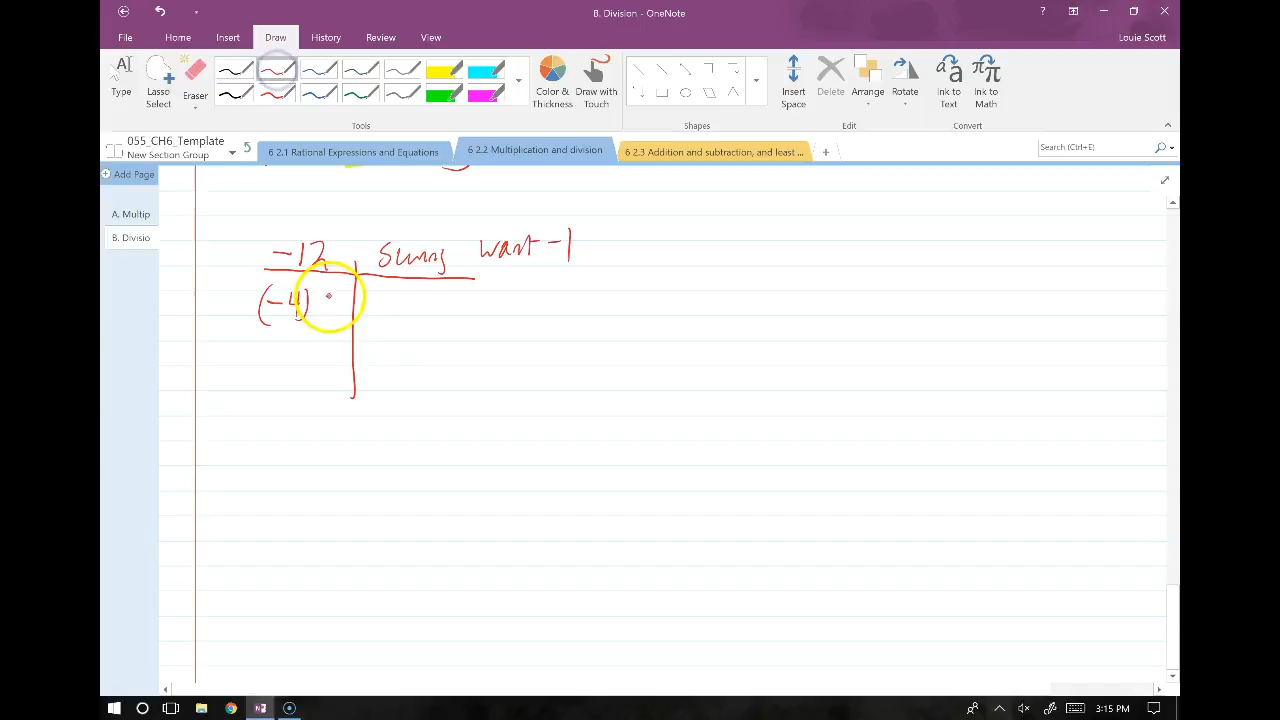 B. Division - OneNote
?
File Home Insert Draw History Review View Louie Scott
Type Lasso Select Eraser Color & Thickness Draw with Touch Insert Space Delete Arrange Rotate Ink to Text Ink to Math
Tools Shapes Edit Convert
055_CH6_Template
New Section Group
6 2.1 Rational Expressions and Equations 6 2.2 Multiplication and division 6 2.3 Addition and subtraction, and least ... + Search (Ctrl+E)
Add Page
A. Multip
B. Divisio
-12 Sums want -1
(-4)
3:15 PM